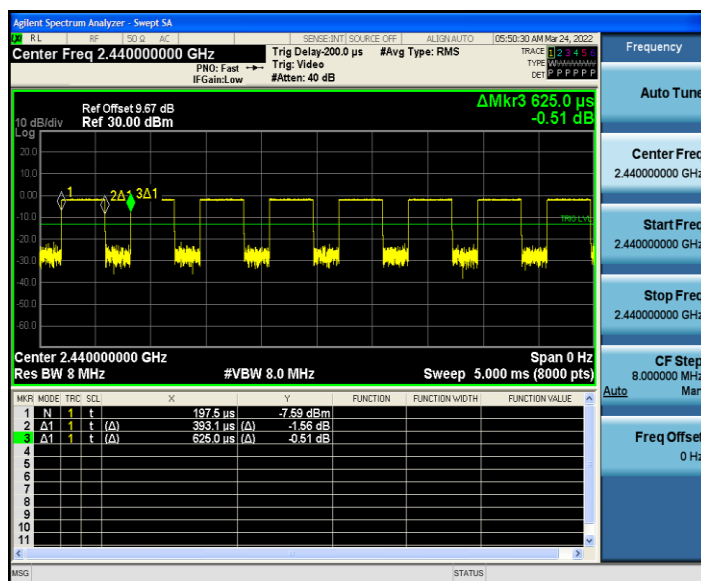 Agilent Spectrum Analyzer - Swept SA
RL RF 50 Ω AC SENSE:INT SOURCE OFF ALIGN AUTO 05:50:30 AM Mar 24, 2022
Center Freq 2.440000000 GHz
PNO: Fast
IFGain:Low
Trig Delay-200.0 µs #Avg Type: RMS
Trig: Video
#Atten: 40 dB
TRACE 1 2 3 4 5 6
TYPE W
DET P P P P P P
Ref Offset 9.67 dB
10 dB/div Ref 30.00 dBm
Log
ΔMkr3 625.0 µs
-0.51 dB
20.0
10.0
0.00
-10.0
-20.0
-30.0
-40.0
-50.0
-60.0
1
2Δ1
3Δ1
TRIG LVL
Center 2.440000000 GHz Span 0 Hz
Res BW 8 MHz #VBW 8.0 MHz Sweep 5.000 ms (8000 pts)
MKR MODE TRC SCL X Y FUNCTION FUNCTION WIDTH FUNCTION VALUE
1 N 1 t 197.5 µs -7.59 dBm
2 Δ1 1 t (Δ) 393.1 µs (Δ) -1.56 dB
3 Δ1 1 t (Δ) 625.0 µs (Δ) -0.51 dB
4
5
6
7
8
9
10
11
MSG STATUS
Frequency
Auto Tune
Center Freq
2.440000000 GHz
Start Freq
2.440000000 GHz
Stop Freq
2.440000000 GHz
CF Step
8.000000 MHz
Auto Man
Freq Offset
0 Hz